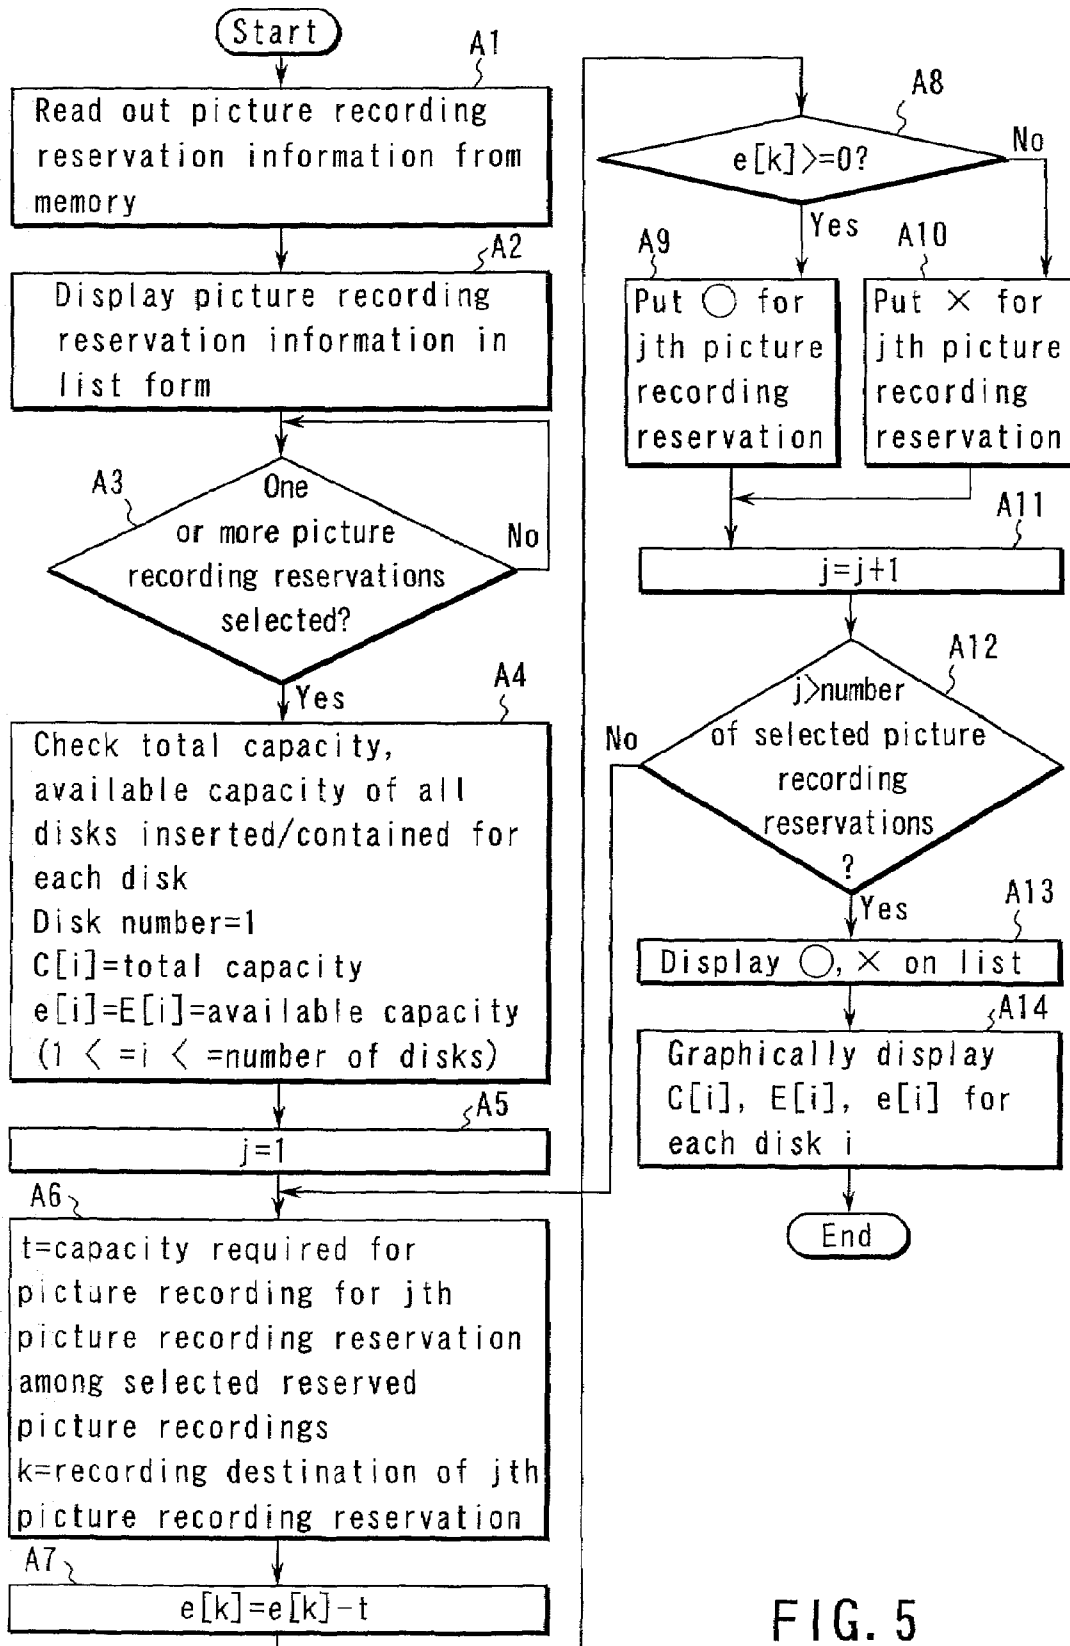 Start
A1
Read out picture recording
reservation information from
memory
A2
Display picture recording
reservation information in
list form
A3
One
or more picture
recording reservations
selected?
No
Yes
A4
Check total capacity,
available capacity of all
disks inserted/contained for
each disk
Disk number=1
C[i]=total capacity
e[i]=E[i]=available capacity
(1 < =i < =number of disks)
A5
j=1
A6
t=capacity required for
picture recording for jth
picture recording reservation
among selected reserved
picture recordings
k=recording destination of jth
picture recording reservation
A7
e[k]=e[k]-t
A8
e[k]>=0?
No
Yes
A9
Put ○ for
jth picture
recording
reservation
A10
Put × for
jth picture
recording
reservation
A11
j=j+1
A12
j>number
of selected picture
recording
reservations
?
No
Yes
A13
Display ○, × on list
A14
Graphically display
C[i], E[i], e[i] for
each disk i
End
FIG. 5